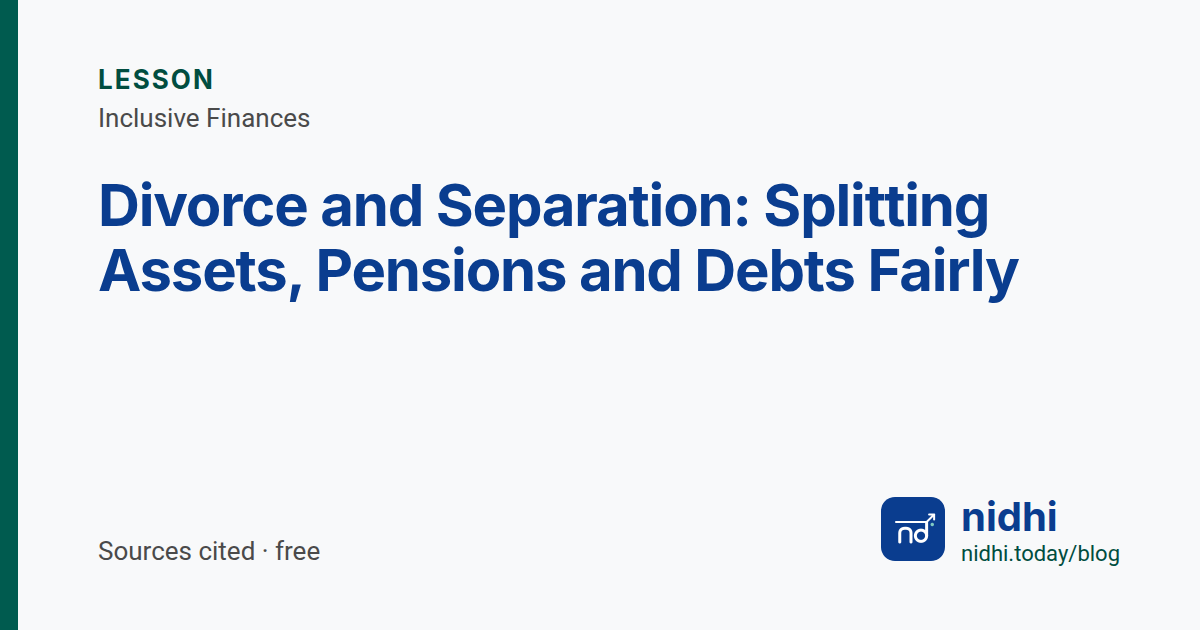 LESSON
Inclusive Finances
Divorce and Separation: Splitting
Assets, Pensions and Debts Fairly
Sources cited · free
nd
nidhi
nidhi.today/blog